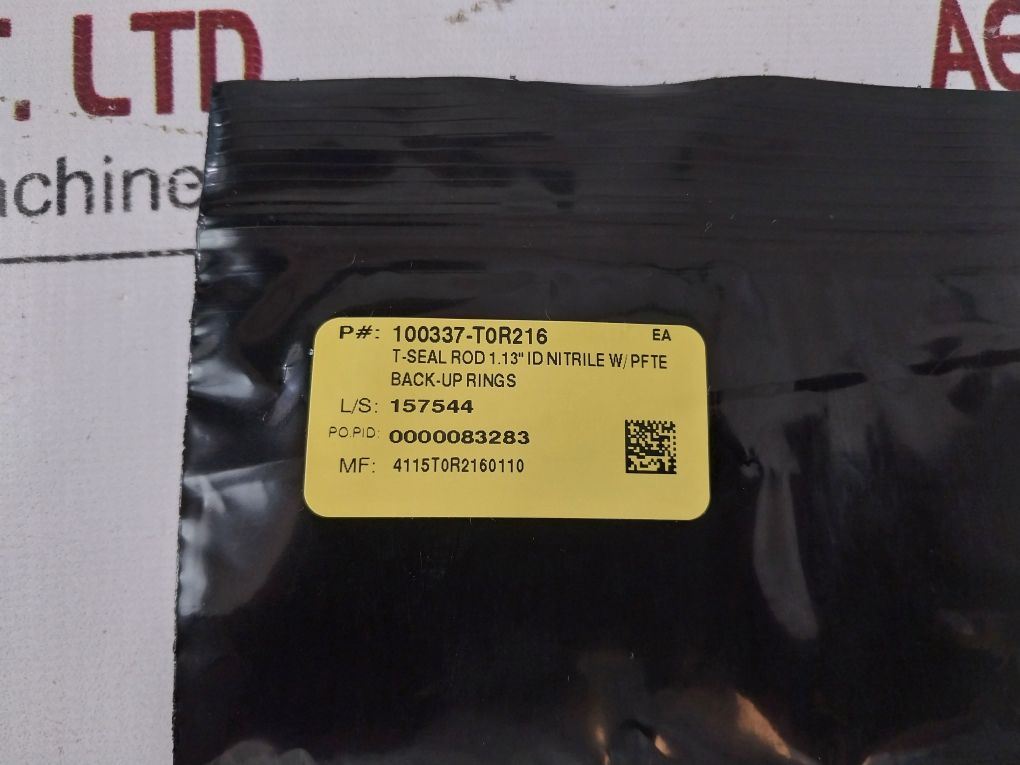 . LTD
AE
achine
P#: 100337-T0R216 EA
T-SEAL ROD 1.13" ID NITRILE W/ PFTE
BACK-UP RINGS
L/S: 157544
PO.PID: 0000083283
MF: 4115T0R2160110